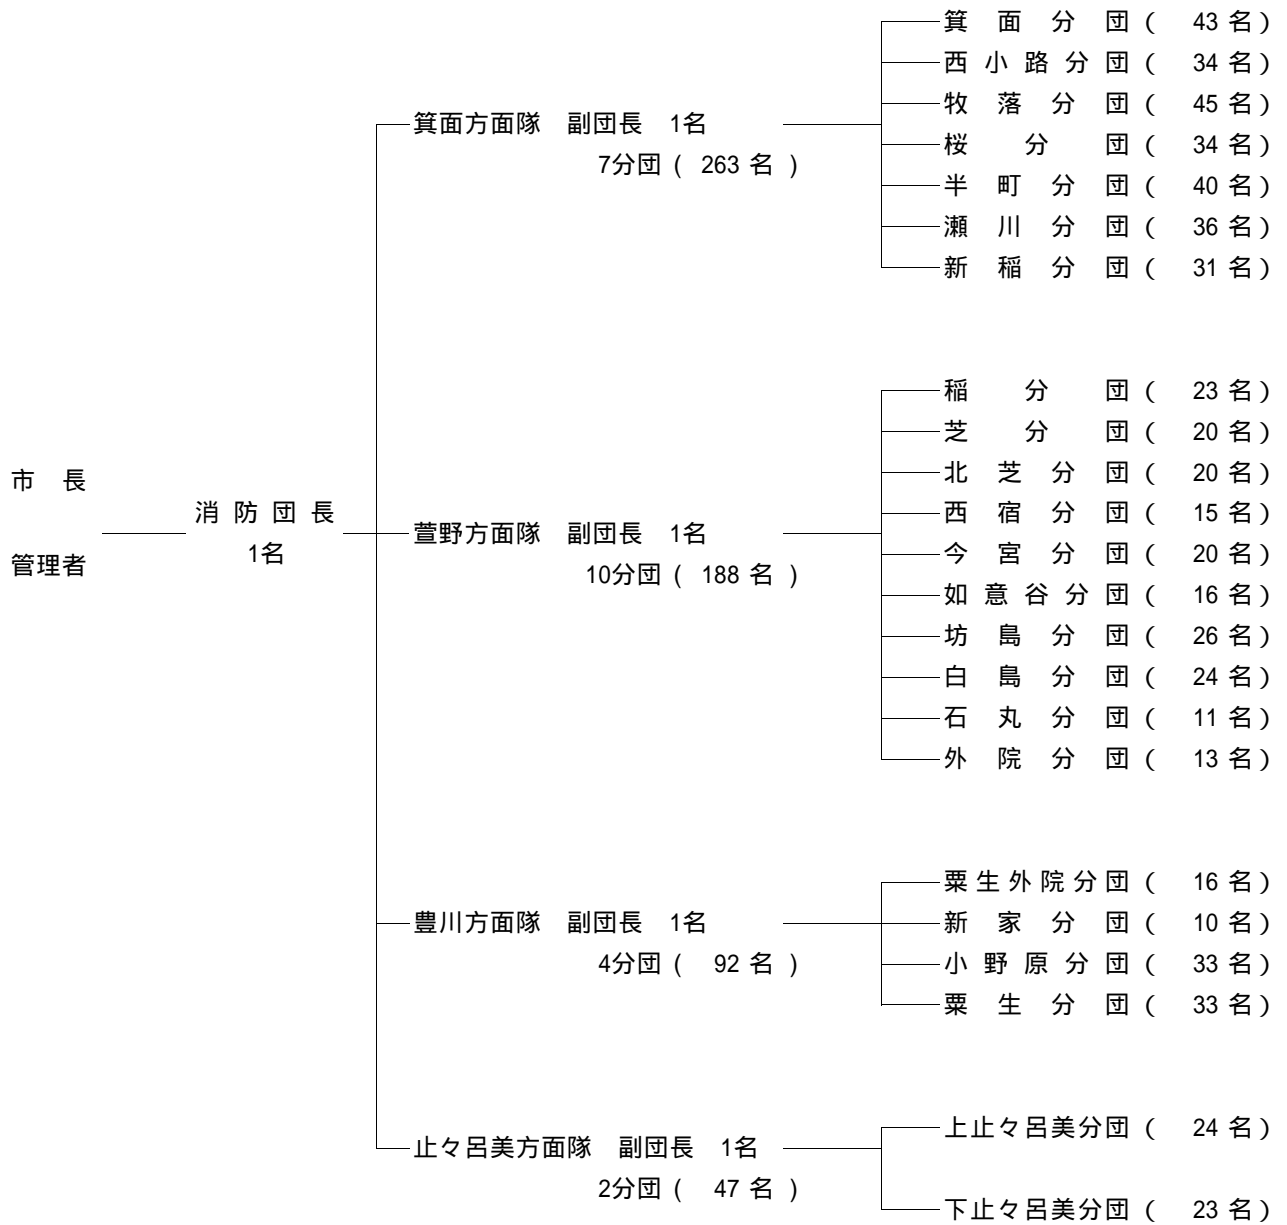 市　長
管理者
消 防 団 長
1名
箕面方面隊　副団長　1名
7分団 ( 263 名 )
箕 面 分 団 ( 43 名 )
西 小 路 分 団 ( 34 名 )
牧 落 分 団 ( 45 名 )
桜 分 団 ( 34 名 )
半 町 分 団 ( 40 名 )
瀬 川 分 団 ( 36 名 )
新 稲 分 団 ( 31 名 )
萱野方面隊　副団長　1名
10分団 ( 188 名 )
稲 分 団 ( 23 名 )
芝 分 団 ( 20 名 )
北 芝 分 団 ( 20 名 )
西 宿 分 団 ( 15 名 )
今 宮 分 団 ( 20 名 )
如 意 谷 分 団 ( 16 名 )
坊 島 分 団 ( 26 名 )
白 島 分 団 ( 24 名 )
石 丸 分 団 ( 11 名 )
外 院 分 団 ( 13 名 )
豊川方面隊　副団長　1名
4分団 ( 92 名 )
粟 生 外 院 分 団 ( 16 名 )
新 家 分 団 ( 10 名 )
小 野 原 分 団 ( 33 名 )
粟 生 分 団 ( 33 名 )
止々呂美方面隊　副団長　1名
2分団 ( 47 名 )
上止々呂美分団 ( 24 名 )
下止々呂美分団 ( 23 名 )